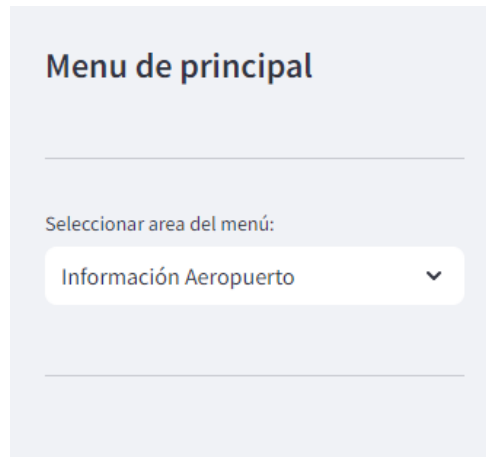 Menu de principal
Seleccionar area del menú:
Información Aeropuerto